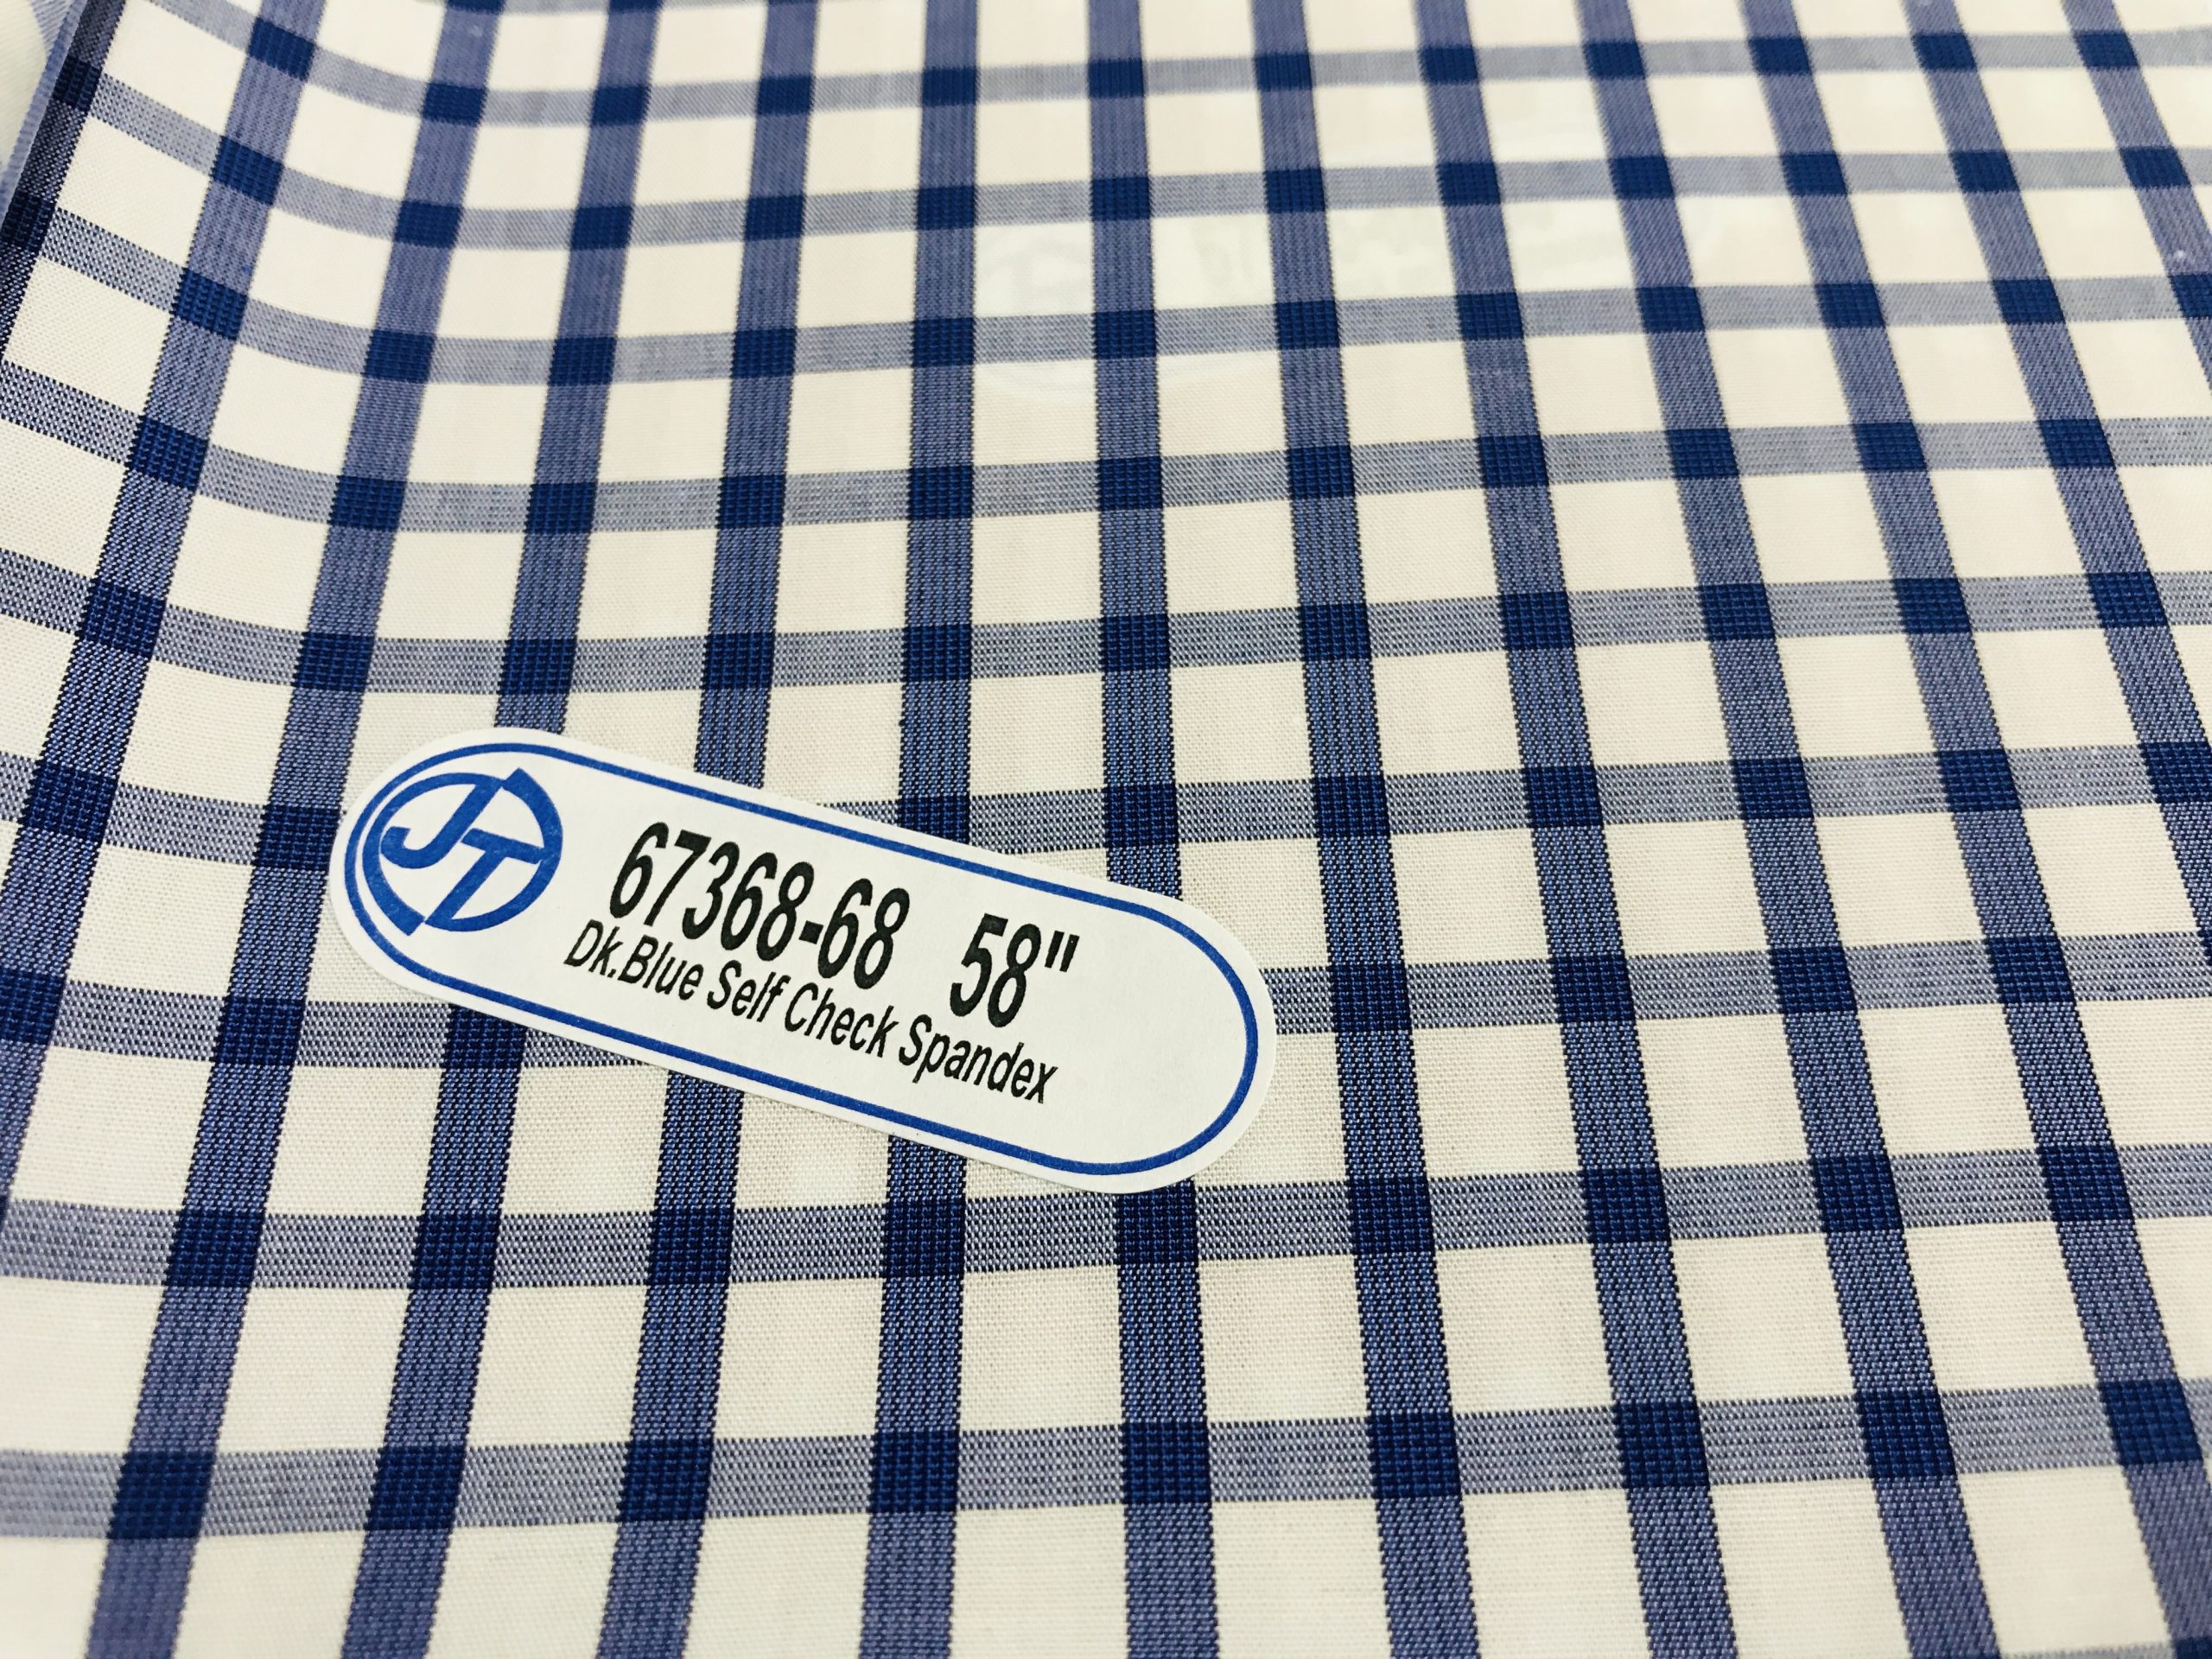 JT
67368-68 58"
Dk.Blue Self Check Spandex